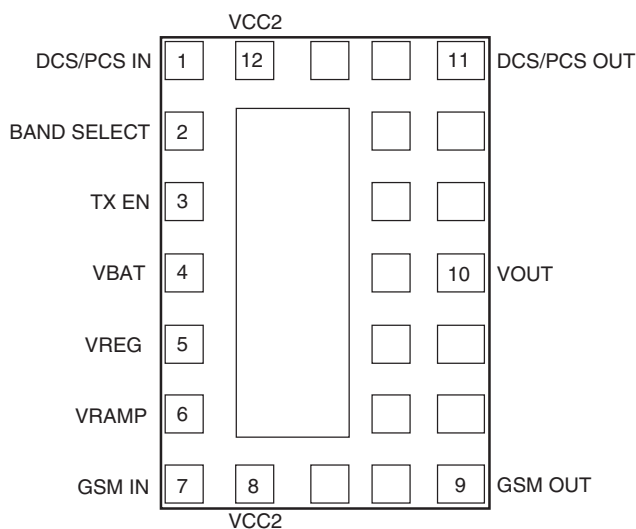 VCC2
DCS/PCS IN 1 12 11 DCS/PCS OUT
BAND SELECT 2
TX EN 3
VBAT 4 10 VOUT
VREG 5
VRAMP 6
GSM IN 7 8 9 GSM OUT
VCC2